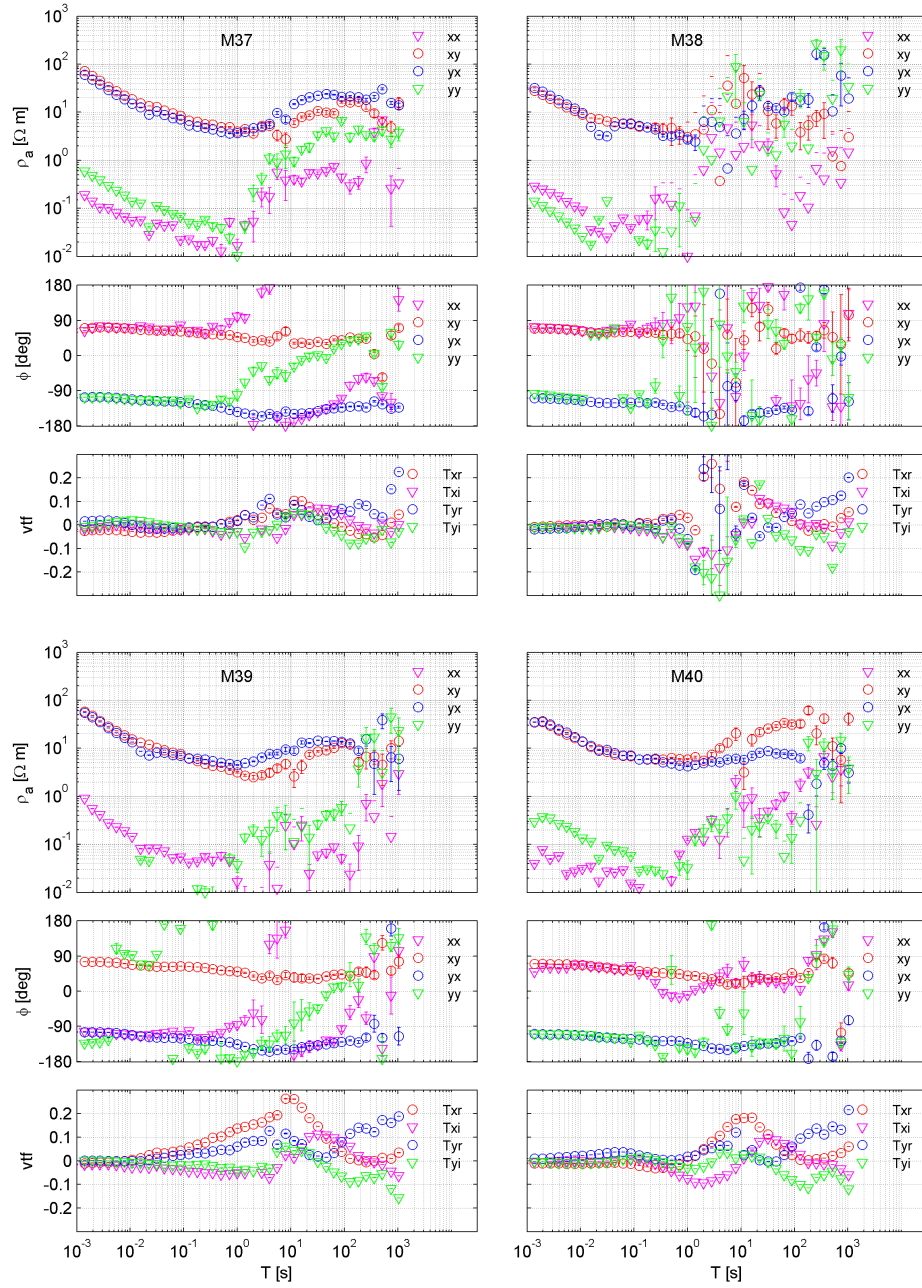 M37
xx
xy
yx
yy
10^3
10^2
10^1
10^0
10^-1
10^-2
ρa [Ω m]
M38
xx
xy
yx
yy
180
90
0
-90
-180
φ [deg]
xx
xy
yx
yy
xx
xy
yx
yy
0.2
0.1
0
-0.1
-0.2
vtf
Txr
Txi
Tyr
Tyi
Txr
Txi
Tyr
Tyi
M39
xx
xy
yx
yy
10^3
10^2
10^1
10^0
10^-1
10^-2
ρa [Ω m]
M40
xx
xy
yx
yy
180
90
0
-90
-180
φ [deg]
xx
xy
yx
yy
xx
xy
yx
yy
0.2
0.1
0
-0.1
-0.2
vtf
Txr
Txi
Tyr
Tyi
Txr
Txi
Tyr
Tyi
10^-3 10^-2 10^-1 10^0 10^1 10^2 10^3
T [s]
10^-3 10^-2 10^-1 10^0 10^1 10^2 10^3
T [s]